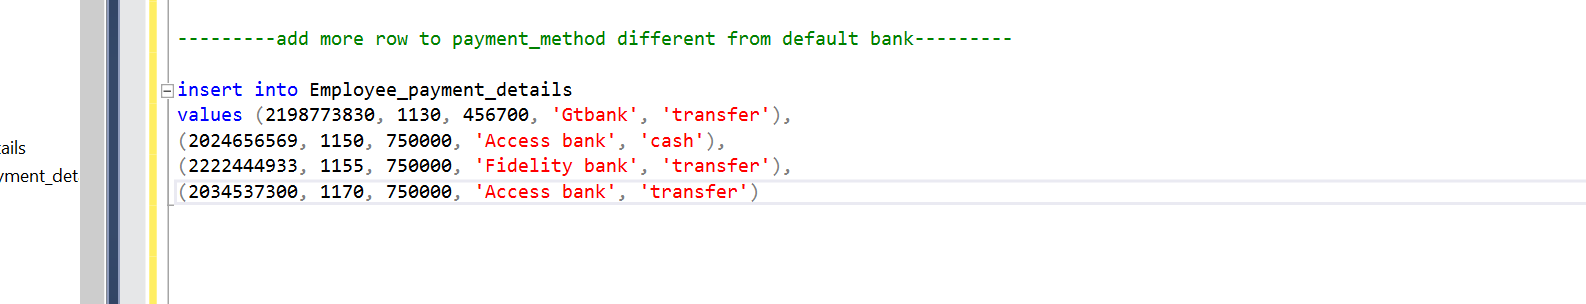 ---------add more row to payment_method different from default bank---------
insert into Employee_payment_details
values (2198773830, 1130, 456700, 'Gtbank', 'transfer'),
(2024656569, 1150, 750000, 'Access bank', 'cash'),
ails
(2222444933, 1155, 750000, 'Fidelity bank', 'transfer'),
yment_det
(2034537300, 1170, 750000, 'Access bank', 'transfer')